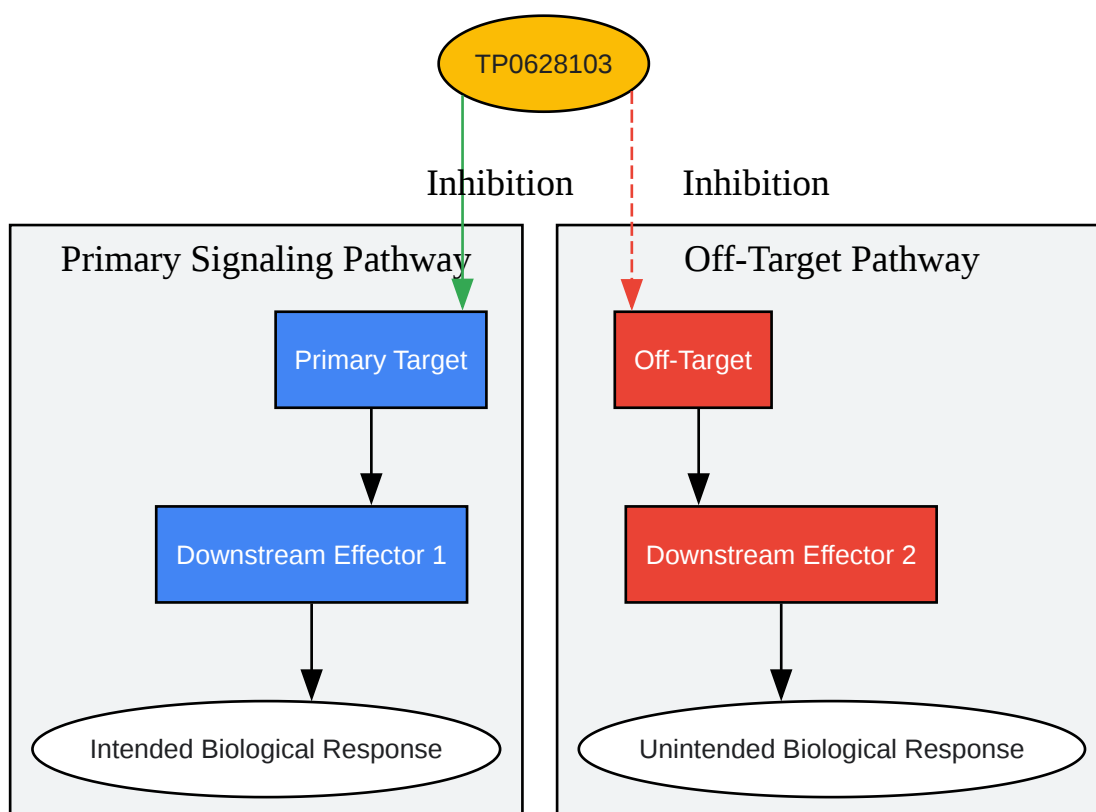 TP0628103
Inhibition
Inhibition
Primary Signaling Pathway
Off-Target Pathway
Primary Target
Off-Target
Downstream Effector 1
Downstream Effector 2
Intended Biological Response
Unintended Biological Response